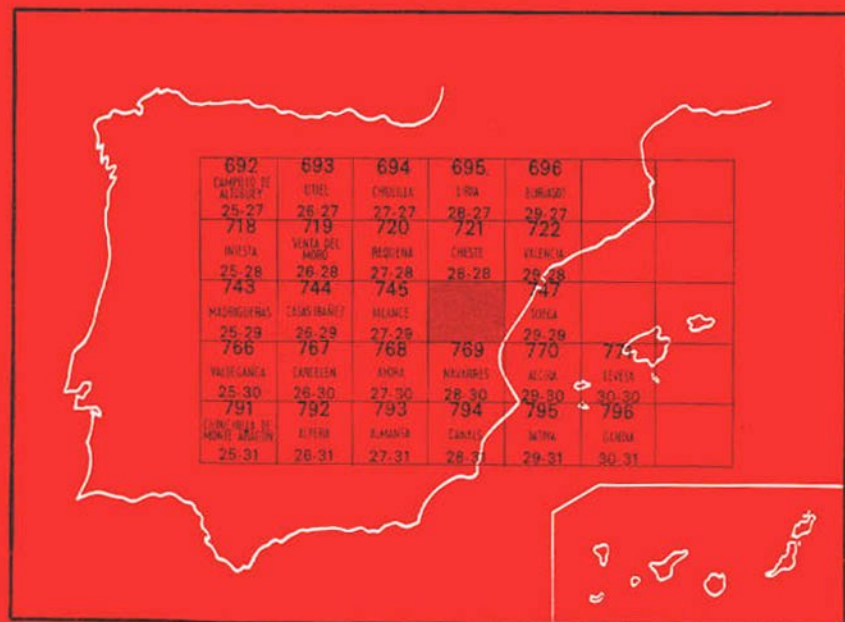 692 693 694 695 696
CAMPILLO DE ALTOBUEY UTIEL CHULILLA LIRIA BURJASOT
25-27 26-27 27-27 28-27 29-27
718 719 720 721 722
INIESTA VENTA DEL MORO REQUENA CHESTE VALENCIA
25-28 26-28 27-28 28-28 29-28
743 744 745 747
MADRIGUERAS CASAS IBAÑEZ JALANCE SUECA
25-29 26-29 27-29 29-29
766 767 768 769 770 77
VALDEGANGA CARCELEN AYORA NAVARRES ALCIRA
25-30 26-30 27-30 28-30 29-30 30-30
791 792 793 794 795 796
CHINCHILLA DE MONTE ARAGON ALPERA ALMANSA CANALS JATIVA GANDIA
25-31 26-31 27-31 28-31 29-31 30-31